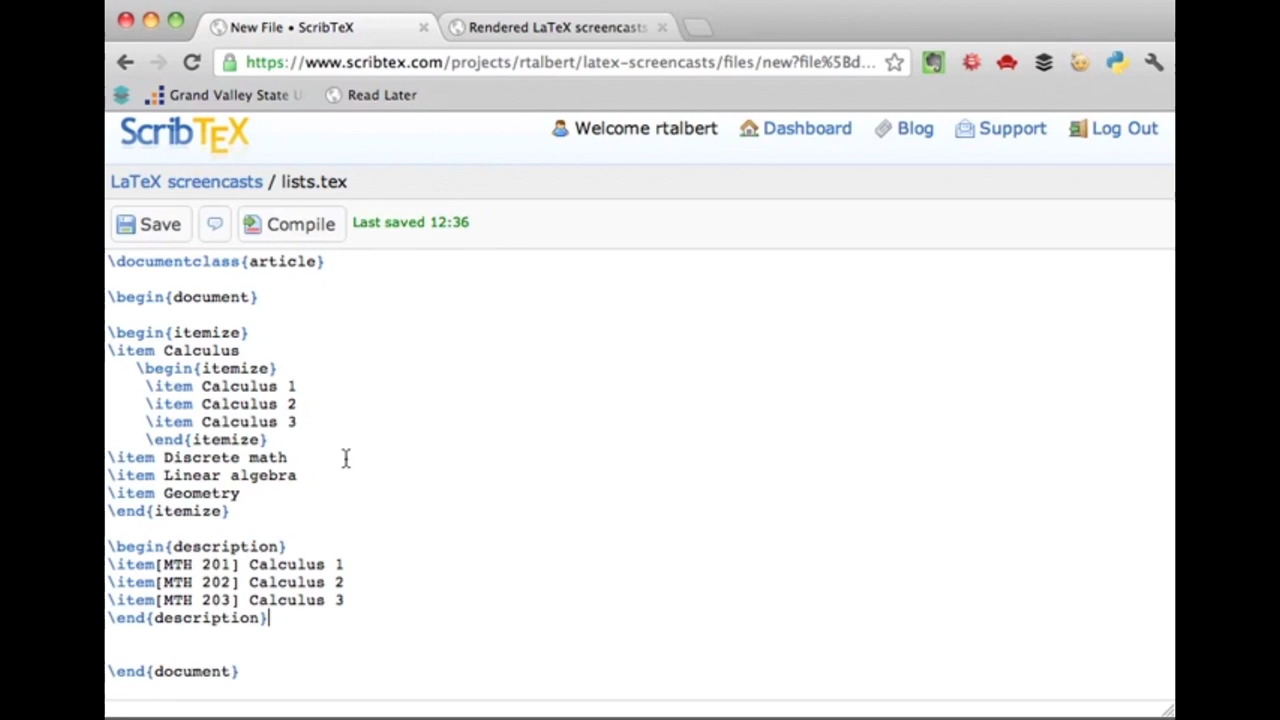 New File • ScribTeX
Rendered LaTeX screencasts
https://www.scribtex.com/projects/rtalbert/latex-screencasts/files/new?file%5Bd...
Grand Valley State U
Read Later
ScribTEX
Welcome rtalbert
Dashboard
Blog
Support
Log Out
LaTeX screencasts / lists.tex
Save
Compile
Last saved 12:36
\documentclass{article}
\begin{document}
\begin{itemize}
\item Calculus
\begin{itemize}
\item Calculus 1
\item Calculus 2
\item Calculus 3
\end{itemize}
\item Discrete math
\item Linear algebra
\item Geometry
\end{itemize}
\begin{description}
\item[MTH 201] Calculus 1
\item[MTH 202] Calculus 2
\item[MTH 203] Calculus 3
\end{description}
\end{document}